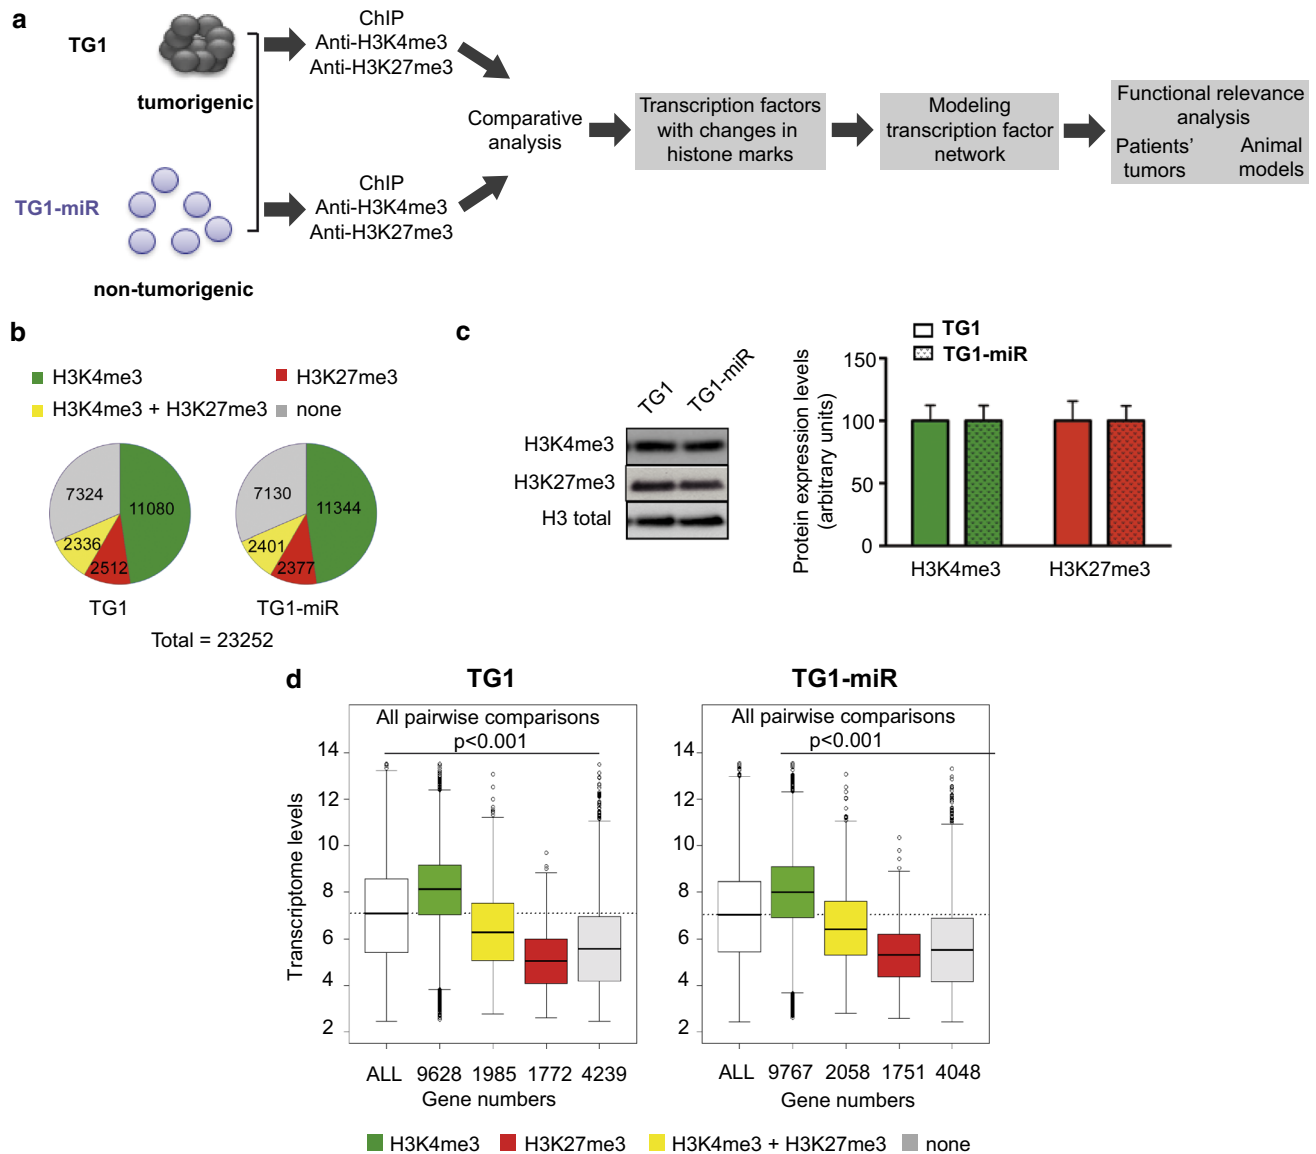 a
TG1
tumorigenic
TG1-miR
non-tumorigenic
ChIP
Anti-H3K4me3
Anti-H3K27me3
ChIP
Anti-H3K4me3
Anti-H3K27me3
Comparative
analysis
Transcription factors
with changes in
histone marks
Modeling
transcription factor
network
Functional relevance
analysis
Patients’ Animal
tumors models
b
H3K4me3 H3K27me3
H3K4me3 + H3K27me3 none
7324 11080
2336
2512
TG1
7130 11344
2401
2377
TG1-miR
Total = 23252
c
TG1 TG1-miR
H3K4me3
H3K27me3
H3 total
TG1
TG1-miR
Protein expression levels
(arbitrary units)
150
100
50
0
H3K4me3 H3K27me3
d
TG1
All pairwise comparisons
p<0.001
Transcriptome levels
14
12
10
8
6
4
2
ALL 9628 1985 1772 4239
Gene numbers
TG1-miR
All pairwise comparisons
p<0.001
14
12
10
8
6
4
2
ALL 9767 2058 1751 4048
Gene numbers
H3K4me3 H3K27me3 H3K4me3 + H3K27me3 none